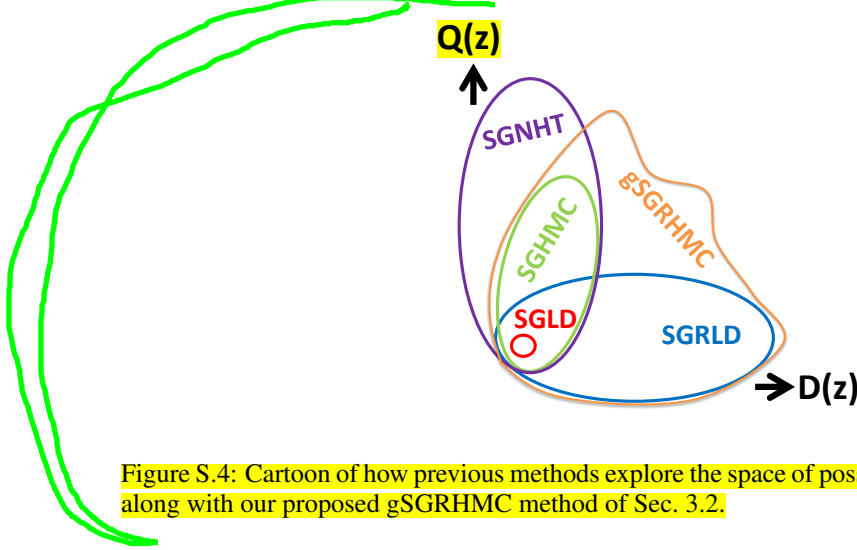 Q(z)
SGNHT
gSGRHMC
SGHMC
SGLD
SGRLD
D(z)
Figure S.4: Cartoon of how previous methods explore the space of pos
along with our proposed gSGRHMC method of Sec. 3.2.